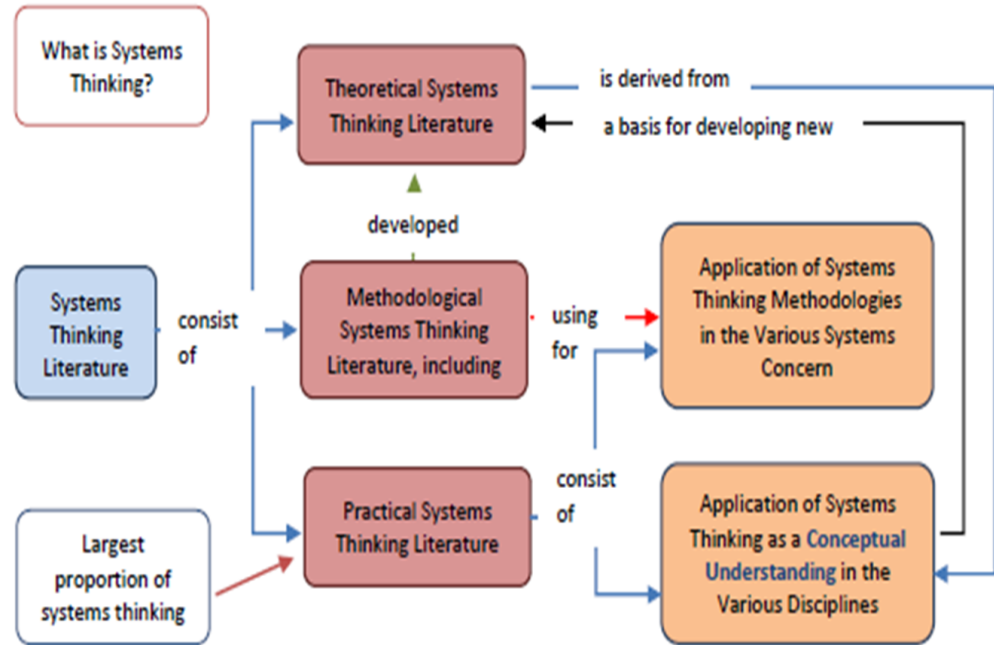 What is Systems
Thinking?
Theoretical Systems
Thinking Literature
is derived from
a basis for developing new
developed
Systems
Thinking
Literature
consist
of
Methodological
Systems Thinking
Literature, including
using
for
Application of Systems
Thinking Methodologies
in the Various Systems
Concern
Largest
proportion of
systems thinking
Practical Systems
Thinking Literature
consist
of
Application of Systems
Thinking as a Conceptual
Understanding in the
Various Disciplines